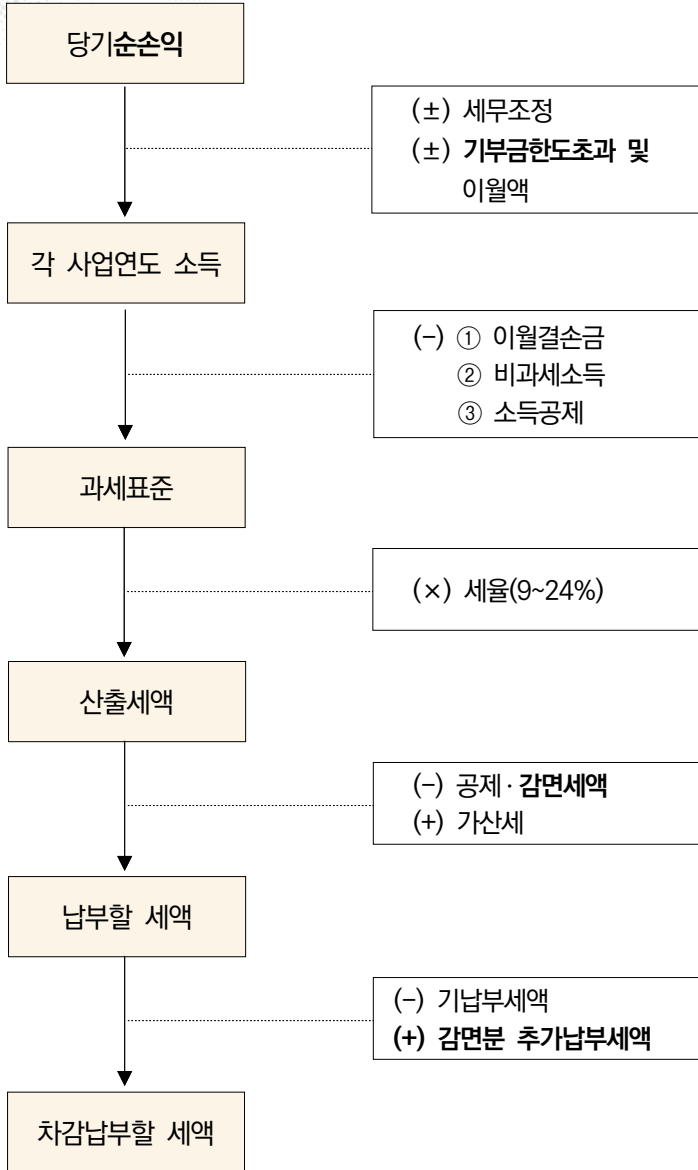 당기순손익
(±) 세무조정
(±) 기부금한도초과 및
이월액
각 사업연도 소득
(-) ① 이월결손금
② 비과세소득
③ 소득공제
과세표준
(×) 세율(9~24%)
산출세액
(-) 공제·감면세액
(+) 가산세
납부할 세액
(-) 기납부세액
(+) 감면분 추가납부세액
차감납부할 세액